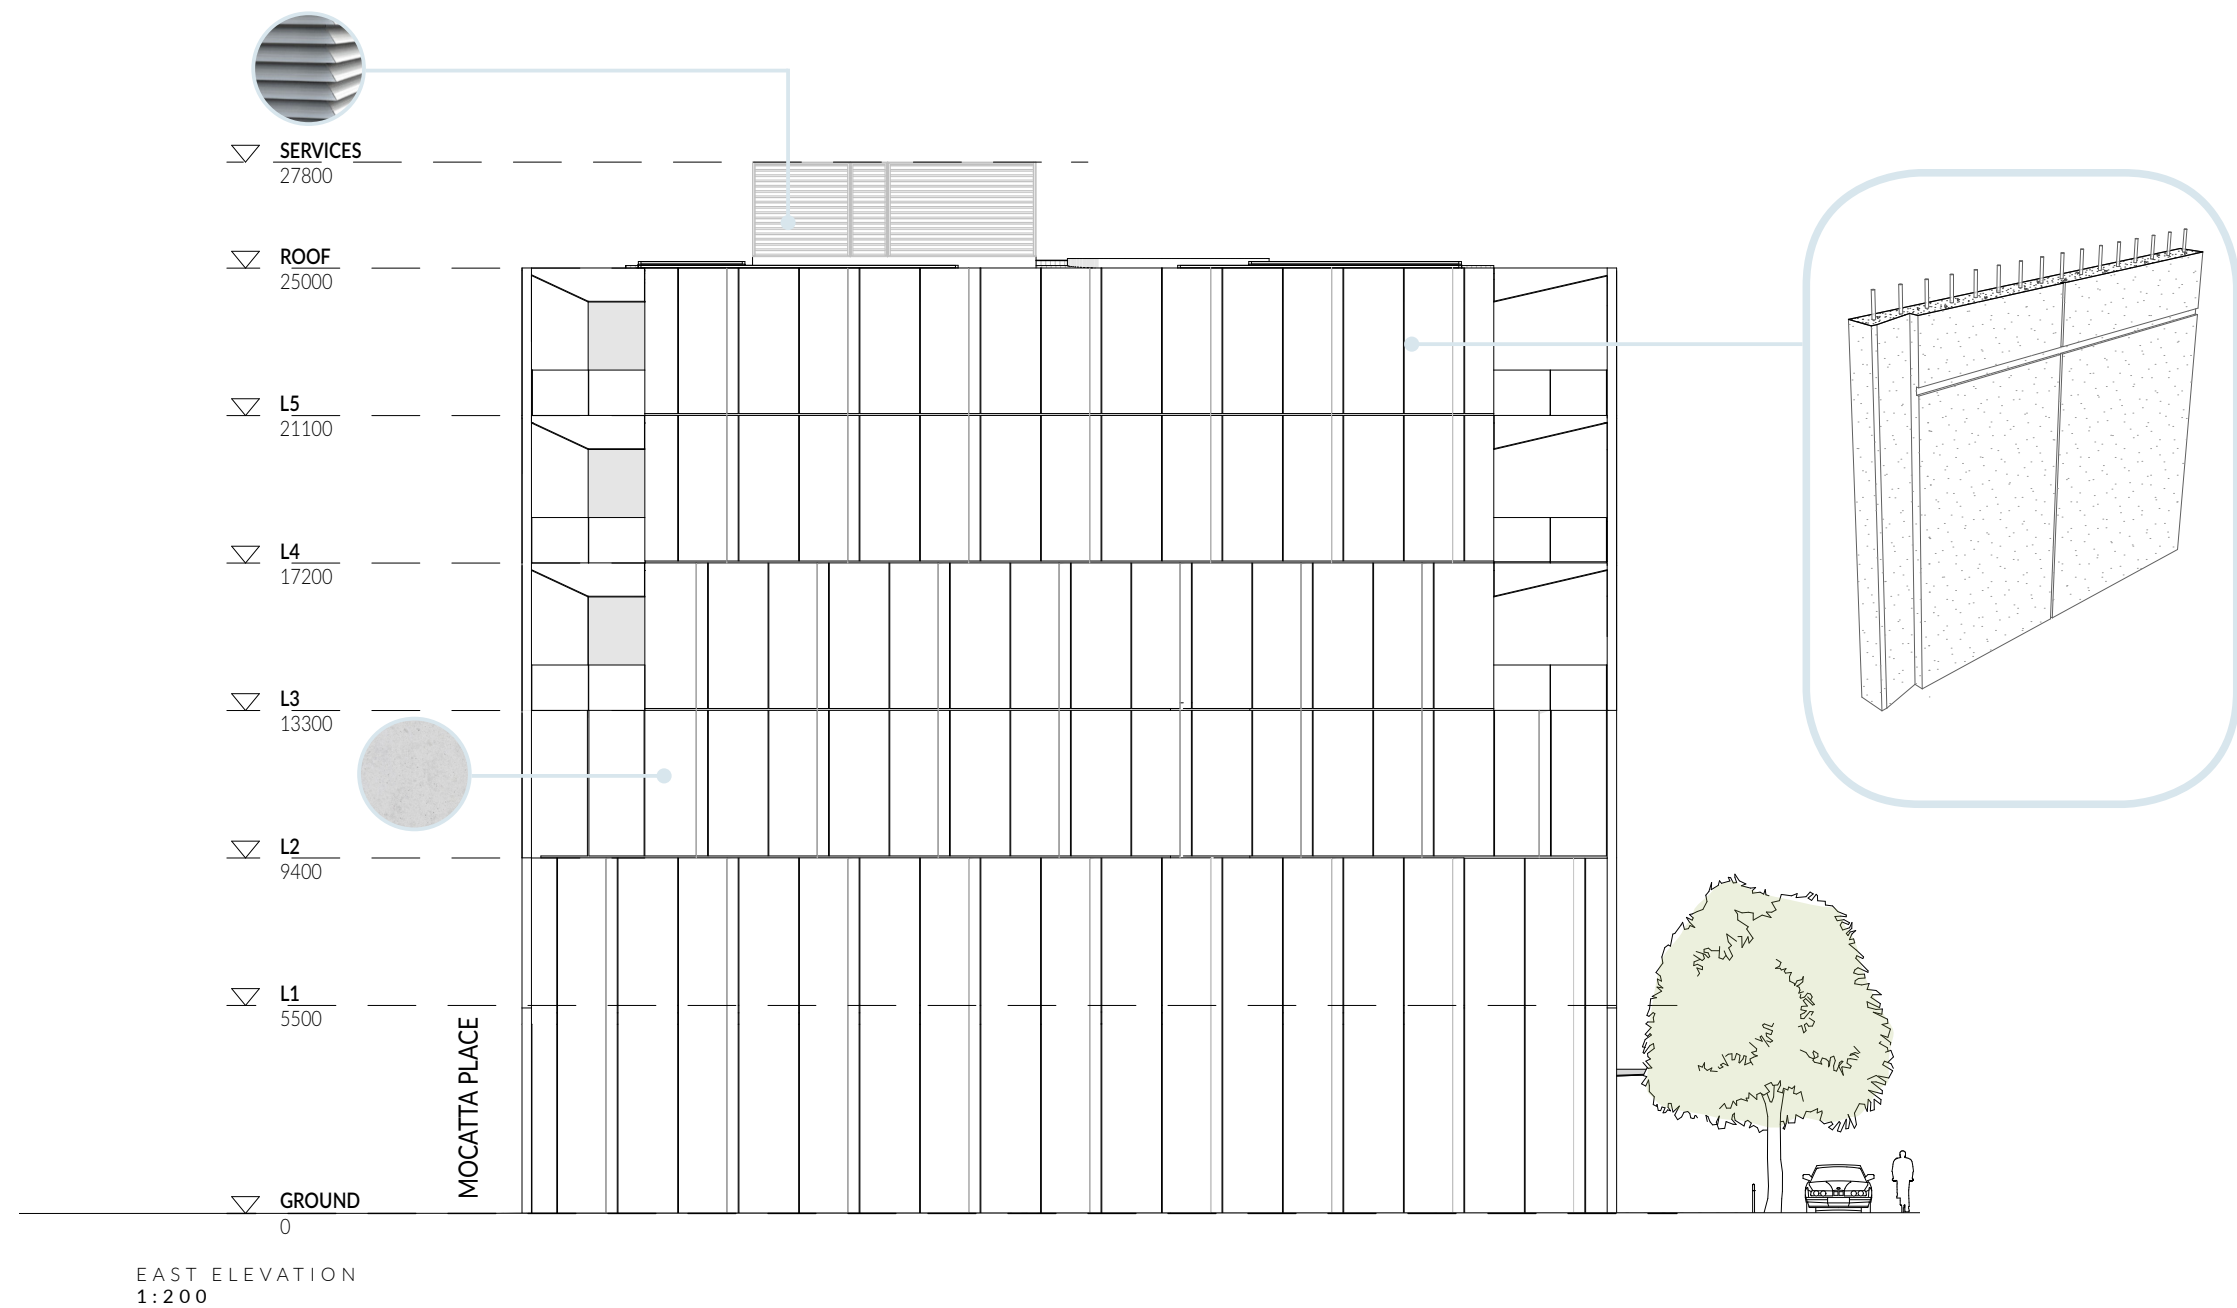 SERVICES
27800
ROOF
25000
L5
21100
L4
17200
L3
13300
L2
9400
L1
5500
MOCATTA PLACE
GROUND
0
EAST ELEVATION
1:200